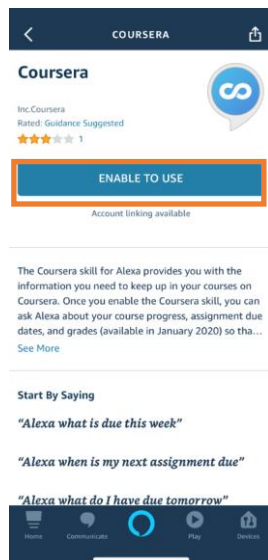 COURSERA
Coursera
Inc.Coursera
Rated: Guidance Suggested
1
ENABLE TO USE
Account linking available
The Coursera skill for Alexa provides you with the
information you need to keep up in your courses on
Coursera. Once you enable the Coursera skill, you can
ask Alexa about your course progress, assignment due
dates, and grades (available in January 2020) so tha...
See More
Start By Saying
“Alexa what is due this week”
“Alexa when is my next assignment due”
“Alexa what do I have due tomorrow”
Home Communicate Play Devices